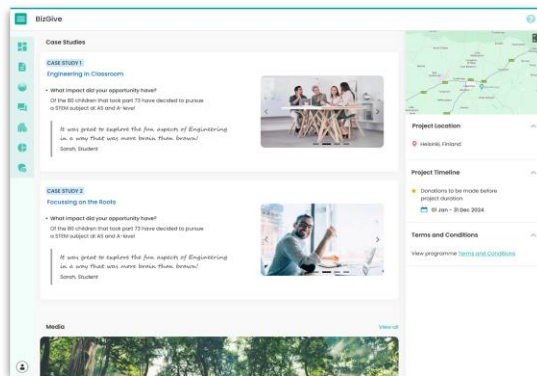 BizGive
Case Studies
CASE STUDY 1
Engineering in Classroom
• What impact did your opportunity have?
Of the 80 children that took part 73 have decided to pursue
a STEM subject at AS and A-level
It was great to explore the fun aspects of Engineering
in a way that was more brain than brawn!
Sarah, Student
CASE STUDY 2
Focussing on the Roots
• What impact did your opportunity have?
Of the 80 children that took part 73 have decided to pursue
a STEM subject at AS and A-level
It was great to explore the fun aspects of Engineering
in a way that was more brain than brawn!
Sarah, Student
Media
View all
Project Location
Helsinki, Finland
Project Timeline
Donations to be made before
project duration
01 Jan - 31 Dec 2024
Terms and Conditions
View programme Terms and Conditions